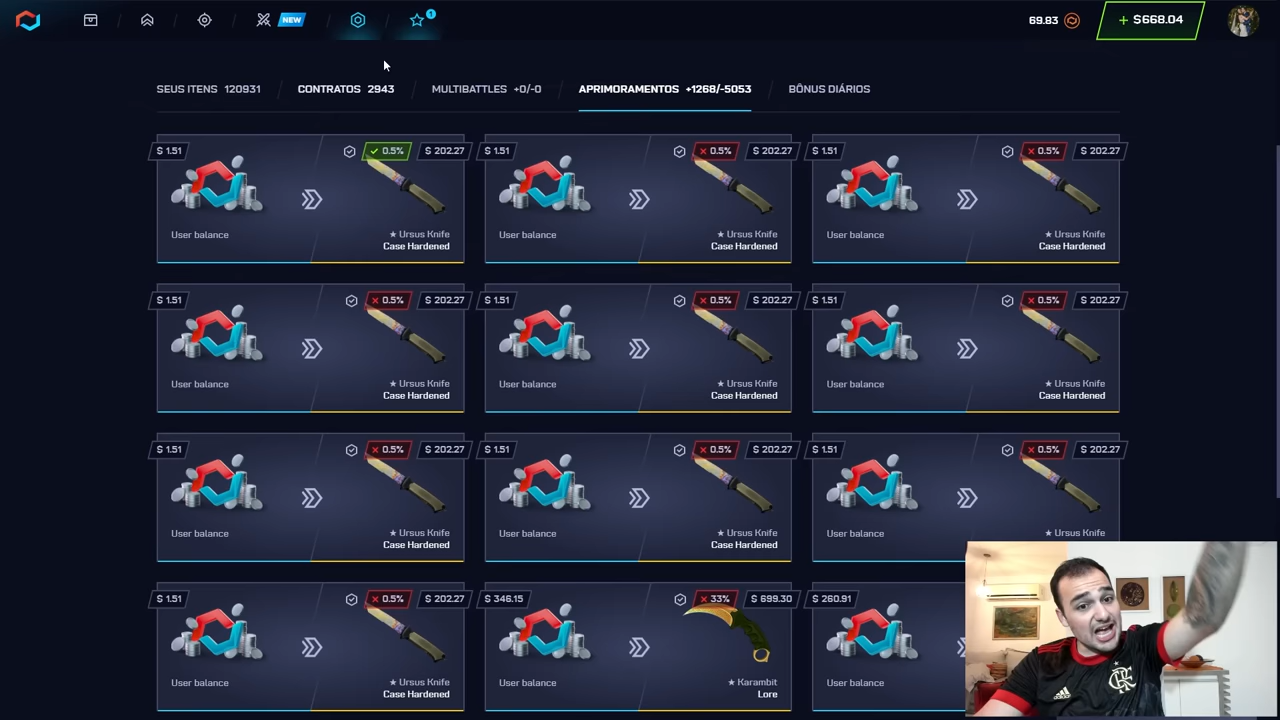 NEW
1
69.83
+ $668.04
SEUS ITENS 120931
CONTRATOS 2943
MULTIBATTLES +0/-0
APRIMORAMENTOS +1268/-5053
BÔNUS DIÁRIOS
$ 1.51
0.5%
$ 202.27
User balance
★ Ursus Knife
Case Hardened
$ 1.51
0.5%
$ 202.27
User balance
★ Ursus Knife
Case Hardened
$ 1.51
0.5%
$ 202.27
User balance
★ Ursus Knife
Case Hardened
$ 1.51
0.5%
$ 202.27
User balance
★ Ursus Knife
Case Hardened
$ 1.51
0.5%
$ 202.27
User balance
★ Ursus Knife
Case Hardened
$ 1.51
0.5%
$ 202.27
User balance
★ Ursus Knife
Case Hardened
$ 1.51
0.5%
$ 202.27
User balance
★ Ursus Knife
Case Hardened
$ 1.51
0.5%
$ 202.27
User balance
★ Ursus Knife
Case Hardened
$ 1.51
0.5%
$ 202.27
User balance
★ Ursus Knife
$ 1.51
0.5%
$ 202.27
User balance
★ Ursus Knife
Case Hardened
$ 346.15
33%
$ 699.30
User balance
★ Karambit
Lore
$ 260.91
User balance
adidas
CRF